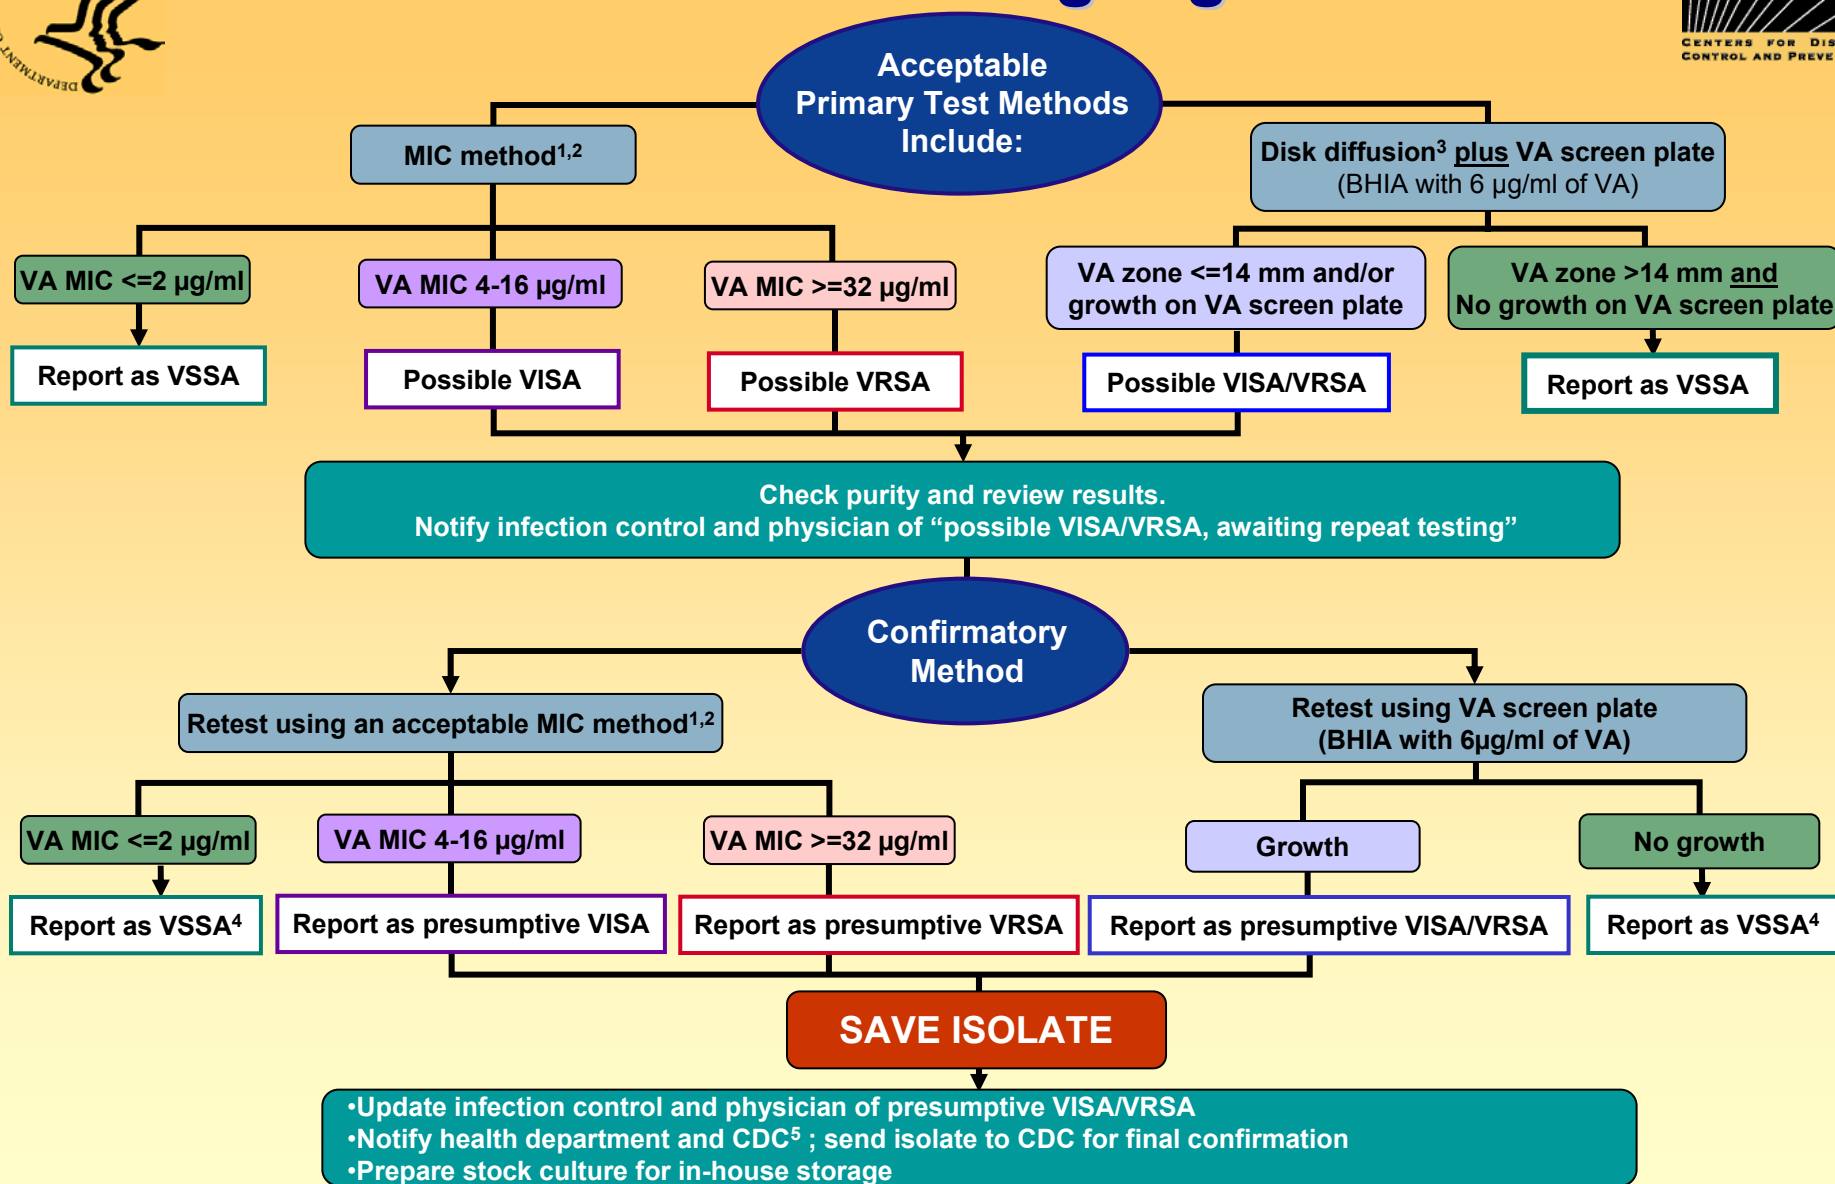 DEPARTMENT O
CENTERS FOR DIS
CONTROL AND PREVE
Acceptable
Primary Test Methods
Include:
MIC method1,2
Disk diffusion3 plus VA screen plate
(BHIA with 6 µg/ml of VA)
VA MIC <=2 µg/ml
VA MIC 4-16 µg/ml
VA MIC >=32 µg/ml
VA zone <=14 mm and/or
growth on VA screen plate
VA zone >14 mm and
No growth on VA screen plate
Report as VSSA
Possible VISA
Possible VRSA
Possible VISA/VRSA
Report as VSSA
Check purity and review results.
Notify infection control and physician of “possible VISA/VRSA, awaiting repeat testing”
Confirmatory
Method
Retest using an acceptable MIC method1,2
Retest using VA screen plate
(BHIA with 6µg/ml of VA)
VA MIC <=2 µg/ml
VA MIC 4-16 µg/ml
VA MIC >=32 µg/ml
Growth
No growth
Report as VSSA4
Report as presumptive VISA
Report as presumptive VRSA
Report as presumptive VISA/VRSA
Report as VSSA4
SAVE ISOLATE
•Update infection control and physician of presumptive VISA/VRSA
•Notify health department and CDC5 ; send isolate to CDC for final confirmation
•Prepare stock culture for in-house storage